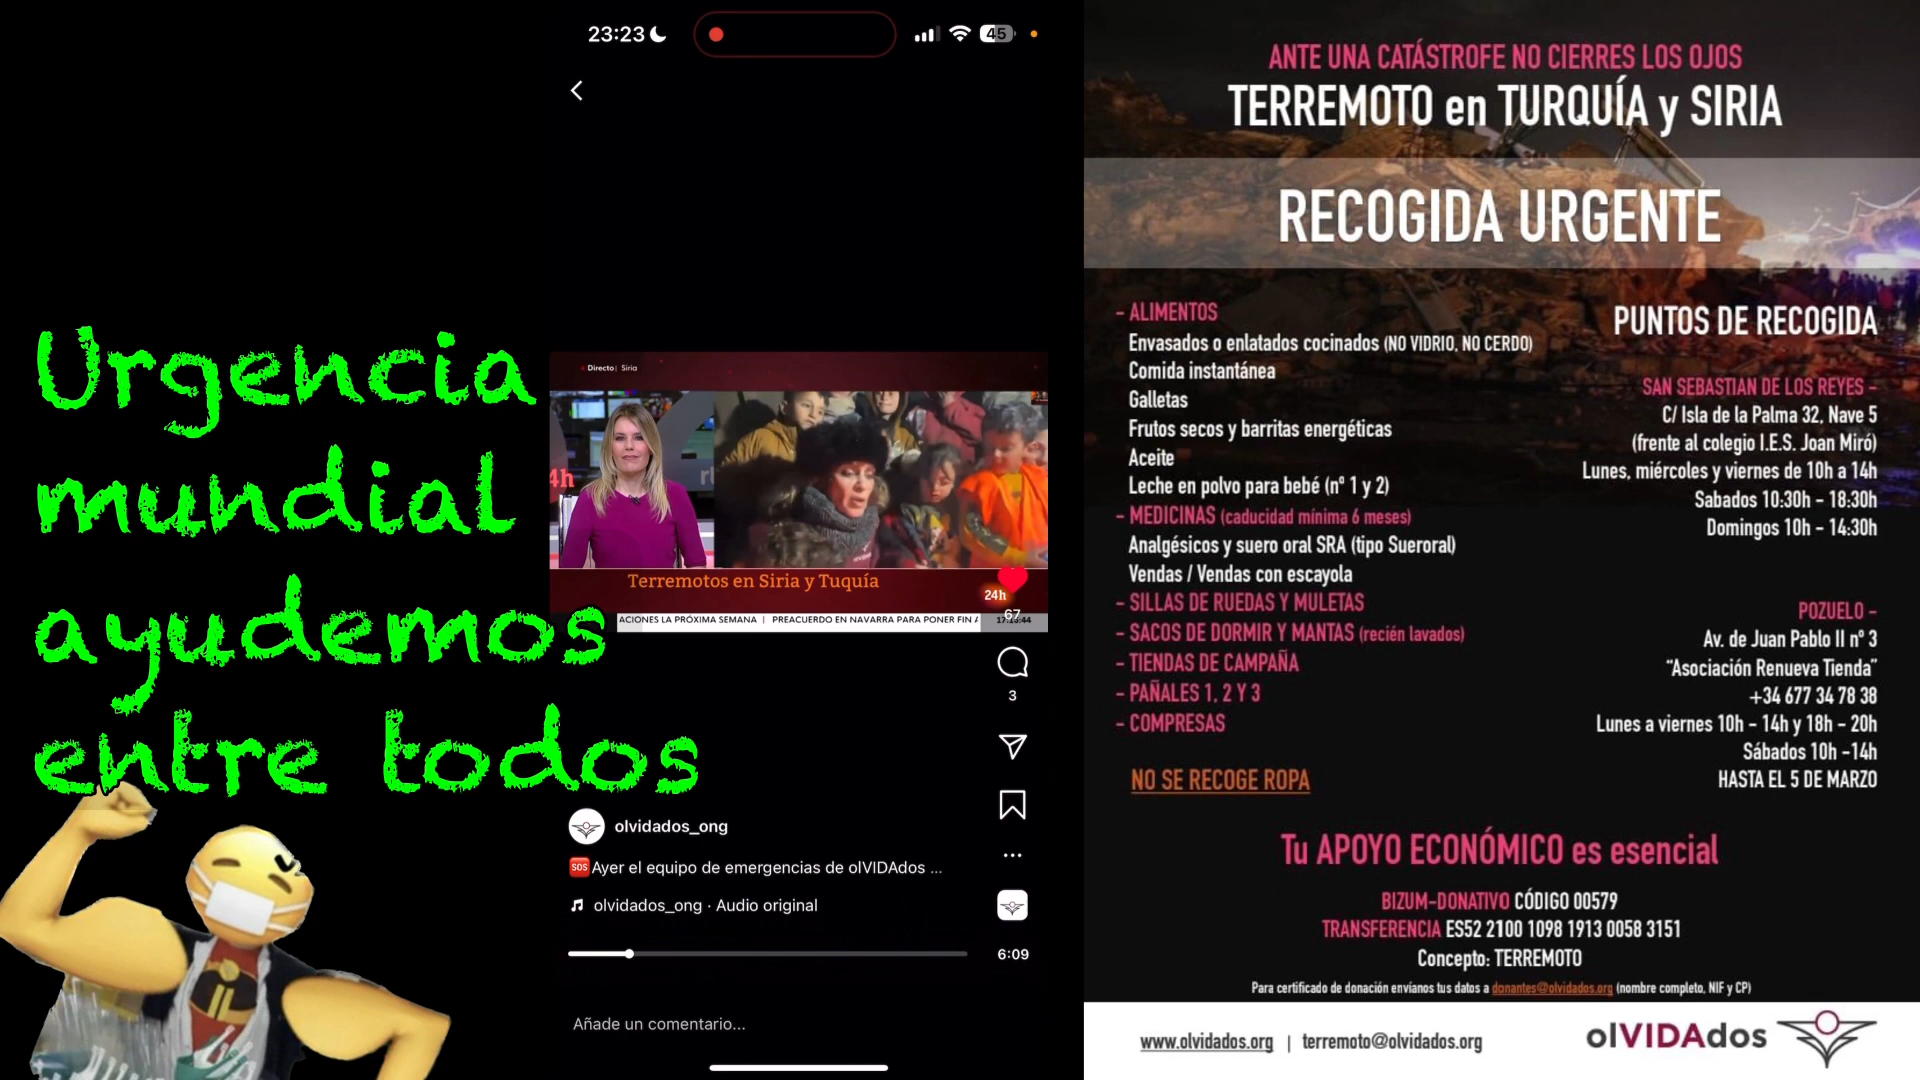 Urgencia
mundial
ayudemos
entre todos
23:23
45
Directo | Siria
4h
Terremotos en Siria y Tuquía
24h
67
ACIONES LA PRÓXIMA SEMANA | PREACUERDO EN NAVARRA PARA PONER FIN
3
olvidados_ong
SOS Ayer el equipo de emergencias de olVIDAdos ...
olvidados_ong · Audio original
6:09
Añade un comentario...
ANTE UNA CATÁSTROFE NO CIERRES LOS OJOS
TERREMOTO en TURQUÍA y SIRIA
RECOGIDA URGENTE
- ALIMENTOS
Envasados o enlatados cocinados (NO VIDRIO, NO CERDO)
Comida instantánea
Galletas
Frutos secos y barritas energéticas
Aceite
Leche en polvo para bebé (nº 1 y 2)
- MEDICINAS (caducidad mínima 6 meses)
Analgésicos y suero oral SRA (tipo Sueroral)
Vendas / Vendas con escayola
- SILLAS DE RUEDAS Y MULETAS
- SACOS DE DORMIR Y MANTAS (recién lavados)
- TIENDAS DE CAMPAÑA
- PAÑALES 1, 2 Y 3
- COMPRESAS
NO SE RECOGE ROPA
PUNTOS DE RECOGIDA
SAN SEBASTIAN DE LOS REYES -
C/ Isla de la Palma 32, Nave 5
(frente al colegio I.E.S. Joan Miró)
Lunes, miércoles y viernes de 10h a 14h
Sabados 10:30h - 18:30h
Domingos 10h - 14:30h
POZUELO -
Av. de Juan Pablo II nº 3
"Asociación Renueva Tienda"
+34 677 34 78 38
Lunes a viernes 10h - 14h y 18h - 20h
Sábados 10h -14h
HASTA EL 5 DE MARZO
Tu APOYO ECONÓMICO es esencial
BIZUM-DONATIVO CÓDIGO 00579
TRANSFERENCIA ES52 2100 1098 1913 0058 3151
Concepto: TERREMOTO
Para certificado de donación envíanos tus datos a donantes@olvidados.org (nombre completo, NIF y CP)
www.olvidados.org | terremoto@olvidados.org
olVIDAdos